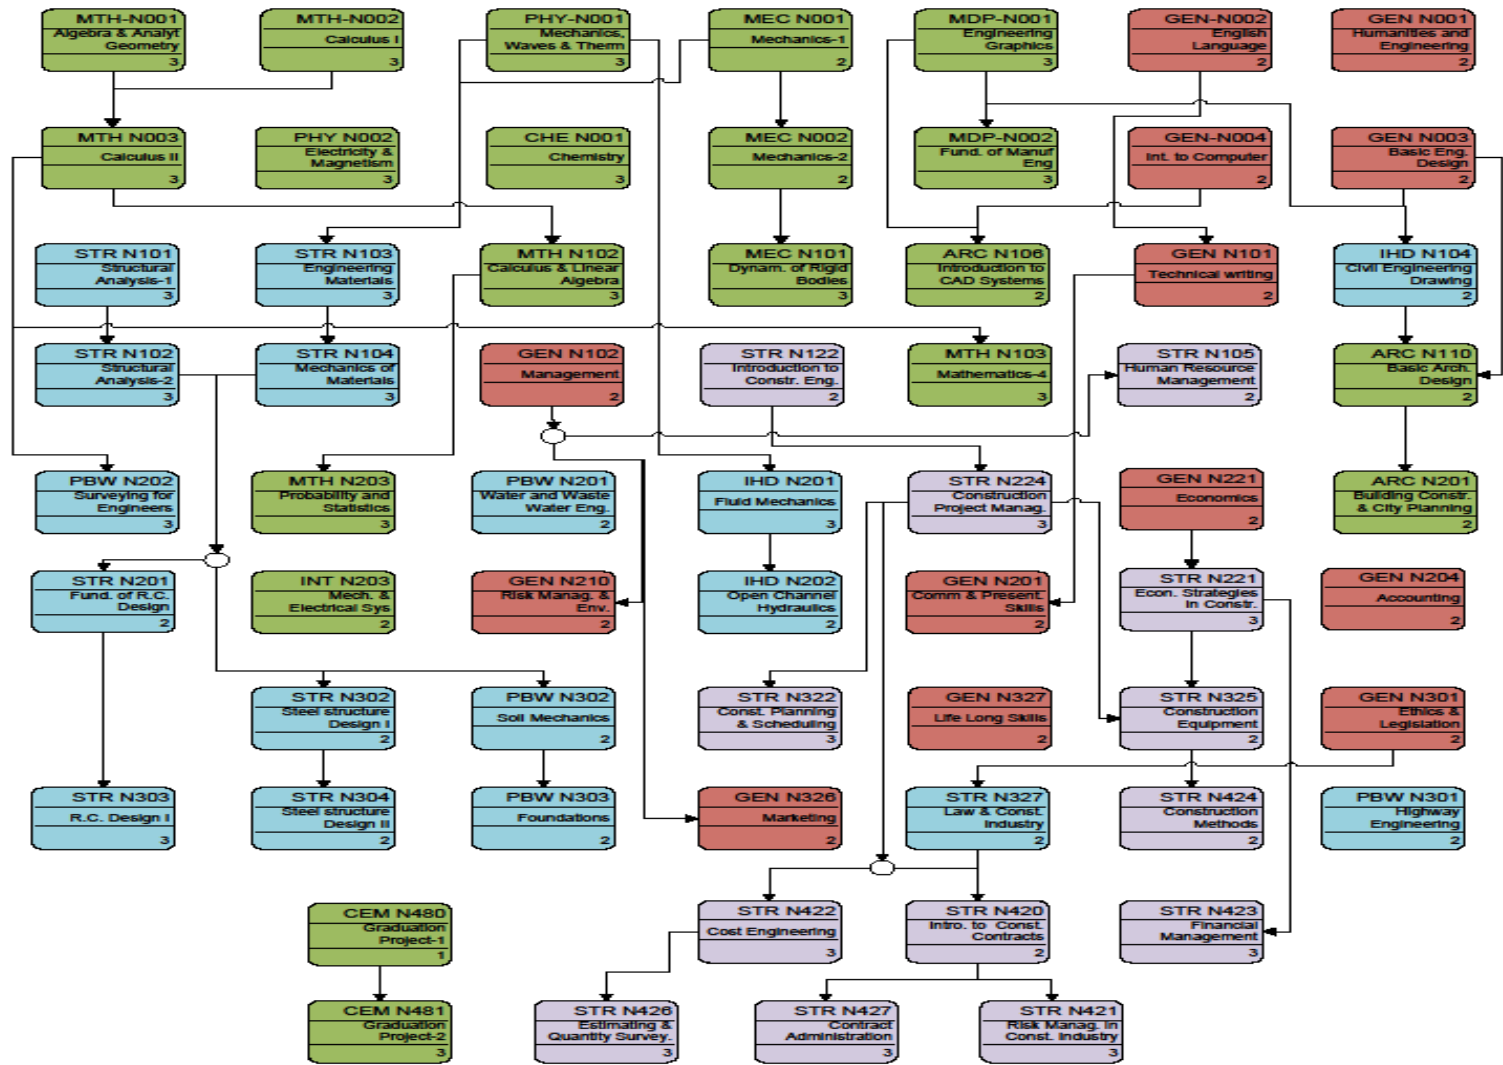 MTH-N001
Algebra & Analyt
Geometry
3
MTH-N002
Calculus I
3
PHY-N001
Mechanics,
Waves & Therm
3
MEC N001
Mechanics-1
2
MDP-N001
Engineering
Graphics
3
GEN-N002
English
Language
2
GEN N001
Humanities and
Engineering
2
MTH N003
Calculus II
3
PHY N002
Electricity &
Magnetism
3
CHE N001
Chemistry
3
MEC N002
Mechanics-2
2
MDP-N002
Fund. of Manuf
Eng
3
GEN-N004
Int. to Computer
2
GEN N003
Basic Eng.
Design
2
STR N101
Structural
Analysis-1
3
STR N103
Engineering
Materials
3
MTH N102
Calculus & Linear
Algebra
3
MEC N101
Dynam. of Rigid
Bodies
3
ARC N106
Introduction to
CAD Systems
2
GEN N101
Technical writing
2
IHD N104
Civil Engineering
Drawing
2
STR N102
Structural
Analysis-2
3
STR N104
Mechanics of
Materials
3
GEN N102
Management
2
STR N122
Introduction to
Constr. Eng.
2
MTH N103
Mathematics-4
3
STR N105
Human Resource
Management
2
ARC N110
Basic Arch.
Design
2
PBW N202
Surveying for
Engineers
3
MTH N203
Probability and
Statistics
3
PBW N201
Water and Waste
Water Eng.
2
IHD N201
Fluid Mechanics
3
STR N224
Construction
Project Manag.
3
GEN N221
Economics
2
ARC N201
Building Constr.
& City Planning
2
STR N201
Fund. of R.C.
Design
2
INT N203
Mech. &
Electrical Sys
2
GEN N210
Risk Manag. &
Env.
2
IHD N202
Open Channel
Hydraulics
2
GEN N201
Comm & Present.
Skills
2
STR N221
Econ. Strategies
in Constr.
3
GEN N204
Accounting
2
STR N302
Steel structure
Design I
2
PBW N302
Soil Mechanics
2
STR N322
Const. Planning
& Scheduling
3
GEN N327
Life Long Skills
2
STR N325
Construction
Equipment
2
GEN N301
Ethics &
Legislation
2
STR N303
R.C. Design I
3
STR N304
Steel structure
Design II
2
PBW N303
Foundations
2
GEN N326
Marketing
2
STR N327
Law & Const.
Industry
2
STR N424
Construction
Methods
2
PBW N301
Highway
Engineering
2
CEM N480
Graduation
Project-1
1
STR N422
Cost Engineering
3
STR N420
Intro. to Const.
Contracts
2
STR N423
Financial
Management
3
CEM N481
Graduation
Project-2
3
STR N426
Estimating &
Quantity Survey.
3
STR N427
Contract
Administration
3
STR N421
Risk Manag. in
Const. Industry
3